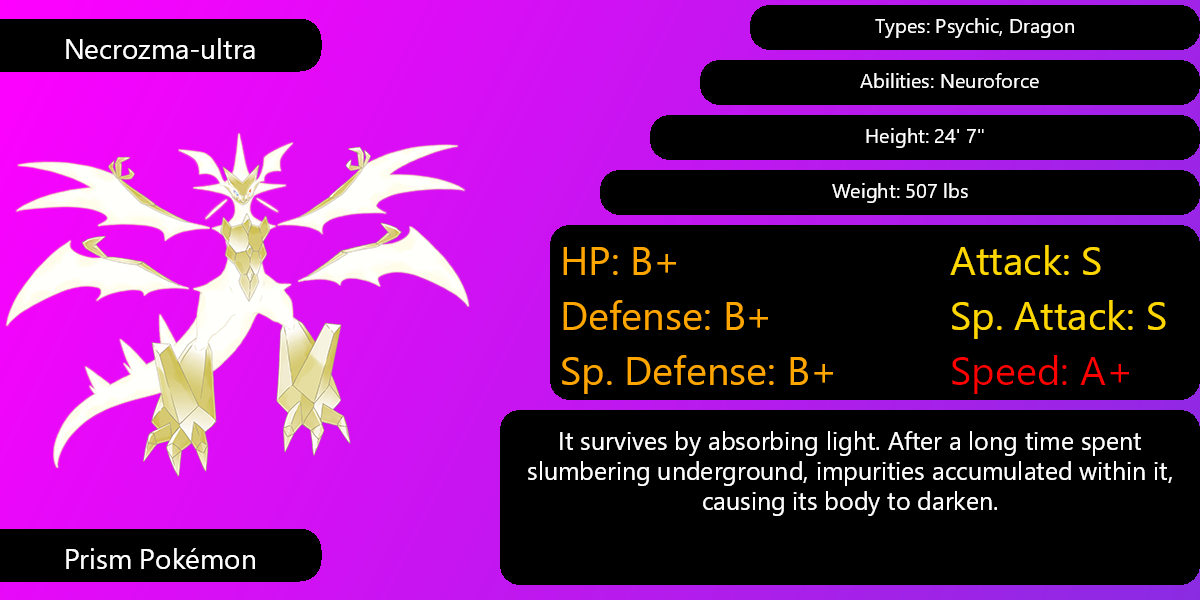 Necrozma-ultra
Types: Psychic, Dragon
Abilities: Neuroforce
Height: 24' 7"
Weight: 507 lbs
HP: B+
Attack: S
Defense: B+
Sp. Attack: S
Sp. Defense: B+
Speed: A+
It survives by absorbing light. After a long time spent
slumbering underground, impurities accumulated within it,
causing its body to darken.
Prism Pokémon